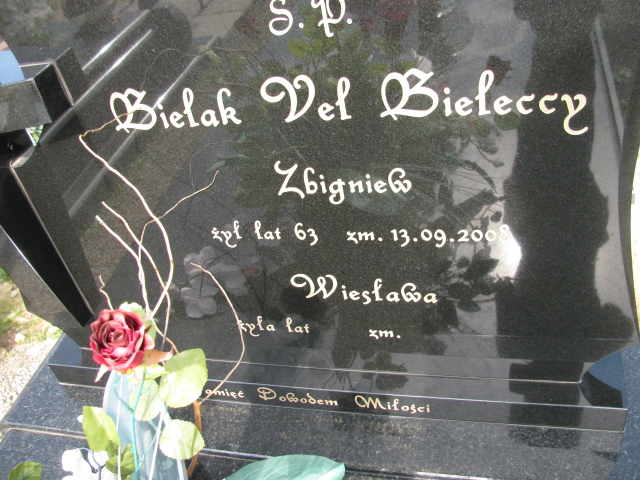 Ś. P.
Bielak Vel Bieleccy
Zbigniew
żył lat 63 zm. 13.09.2008
Wiesława
żyła lat zm.
Dowodem Miłości